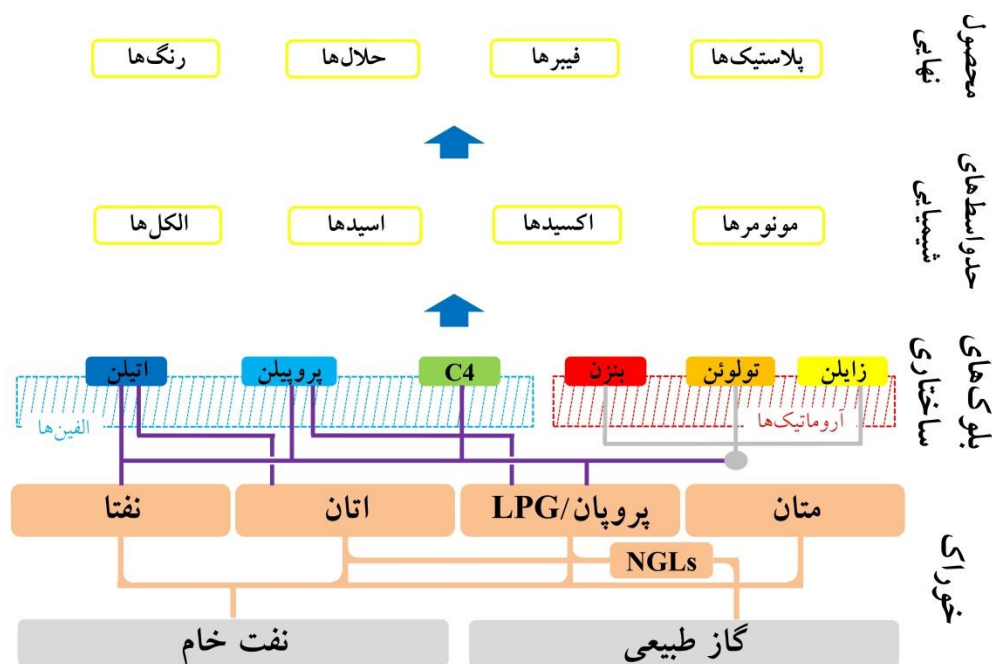 محصول نهایی
پلاستیک‌ها
فیبرها
حلال‌ها
رنگ‌ها
حدواسط‌های شیمیایی
مونومرها
اکسیدها
اسیدها
الکل‌ها
بلوک‌های ساختاری
زایلن
تولوئن
بنزن
C4
پروپیلن
اتیلن
آروماتیک‌ها
الفین‌ها
خوراک
متان
پروپان/LPG
اتان
نفتا
NGLs
گاز طبیعی
نفت خام